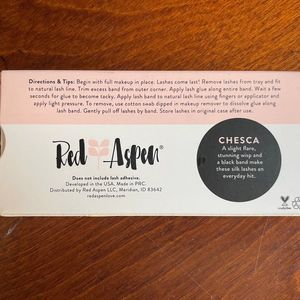 Directions & Tips: Begin with full makeup in place. Lashes come last! Remove lashes from tray and fit
to natural lash line. Trim excess band from outer corner. Apply lash glue along entire band. Wait a few
seconds for glue to become tacky. Apply lash band to natural lash line using fingers or applicator and
apply light pressure. To remove, use cotton swab dipped in makeup remover to dissolve glue along
lash band. Gently pull off lashes by band. Store lashes in original case after use.
Red Aspen®
Does not include lash adhesive.
Developed in the USA. Made in PRC.
Distributed by Red Aspen LLC, Meridian, ID 83642
redaspenlove.com
CHESCA
A slight flare,
stunning wisp and
a black band make
these silk lashes an
everyday hit.